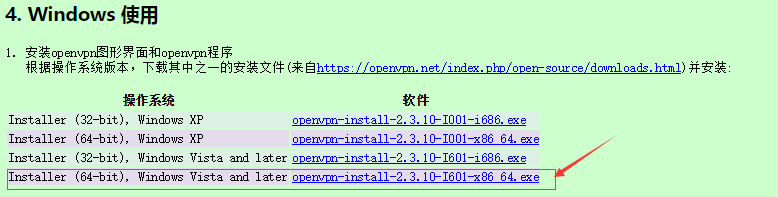 4. Windows 使用
1. 安装openvpn图形界面和openvpn程序
根据操作系统版本，下载其中之一的安装文件(来自https://openvpn.net/index.php/open-source/downloads.html)并安装:
操作系统 软件
Installer (32-bit), Windows XP openvpn-install-2.3.10-I001-i686.exe
Installer (64-bit), Windows XP openvpn-install-2.3.10-I001-x86_64.exe
Installer (32-bit), Windows Vista and later openvpn-install-2.3.10-I601-i686.exe
Installer (64-bit), Windows Vista and later openvpn-install-2.3.10-I601-x86_64.exe